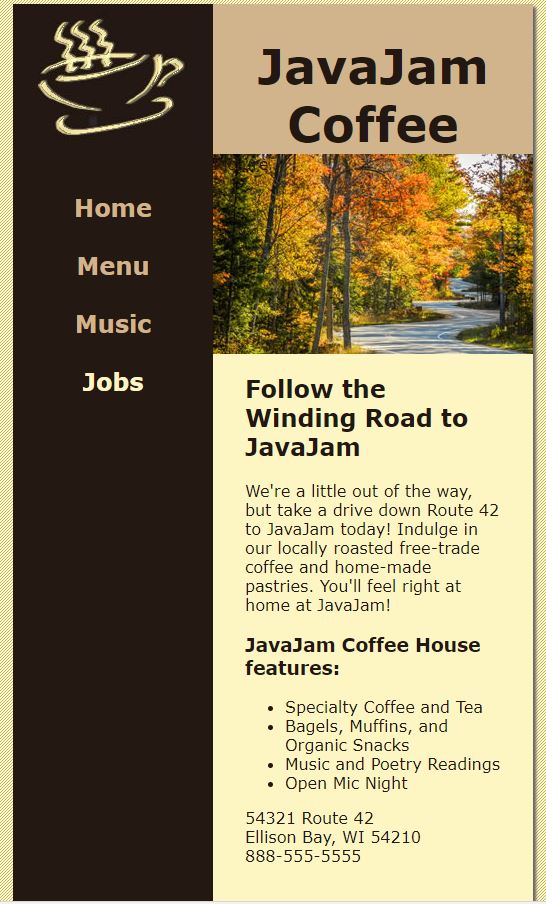 JavaJam
Coffee
Home
Menu
Music
Jobs
Follow the
Winding Road to
JavaJam
We're a little out of the way,
but take a drive down Route 42
to JavaJam today! Indulge in
our locally roasted free-trade
coffee and home-made
pastries. You'll feel right at
home at JavaJam!
JavaJam Coffee House
features:
• Specialty Coffee and Tea
• Bagels, Muffins, and
Organic Snacks
• Music and Poetry Readings
• Open Mic Night
54321 Route 42
Ellison Bay, WI 54210
888-555-5555